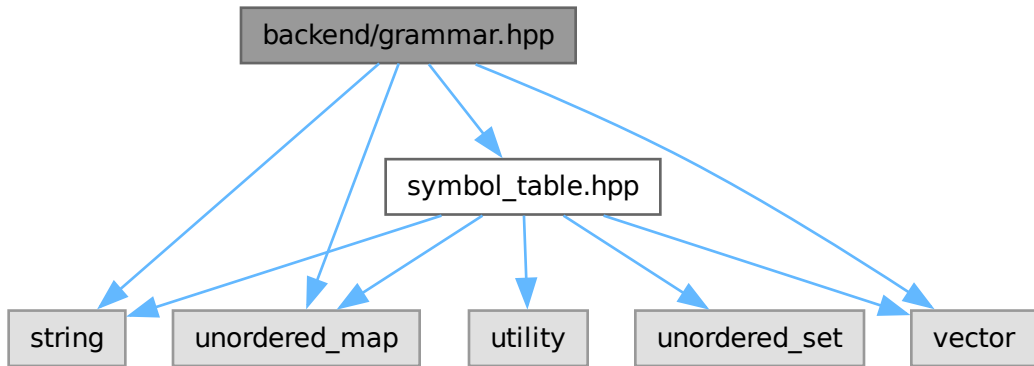 backend/grammar.hpp
symbol_table.hpp
string
unordered_map
utility
unordered_set
vector